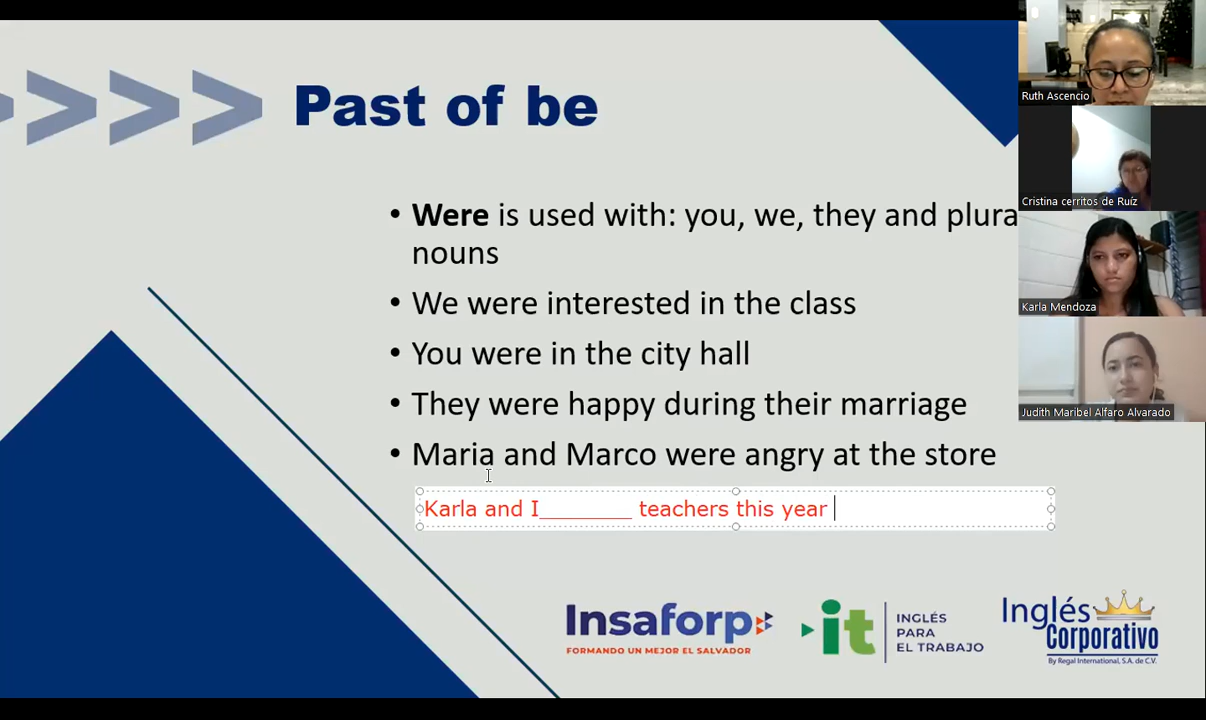 Past of be
• Were is used with: you, we, they and plura
nouns
• We were interested in the class
• You were in the city hall
• They were happy during their marriage
• Maria and Marco were angry at the store
Karla and I________ teachers this year
Insaforp
FORMANDO UN MEJOR EL SALVADOR
it
INGLÉS
PARA
EL TRABAJO
Inglés
Corporativo
By Regal International, S.A. de C.V.
Ruth Ascencio
Cristina cerritos de Ruíz
Karla Mendoza
Judith Maribel Alfaro Alvarado